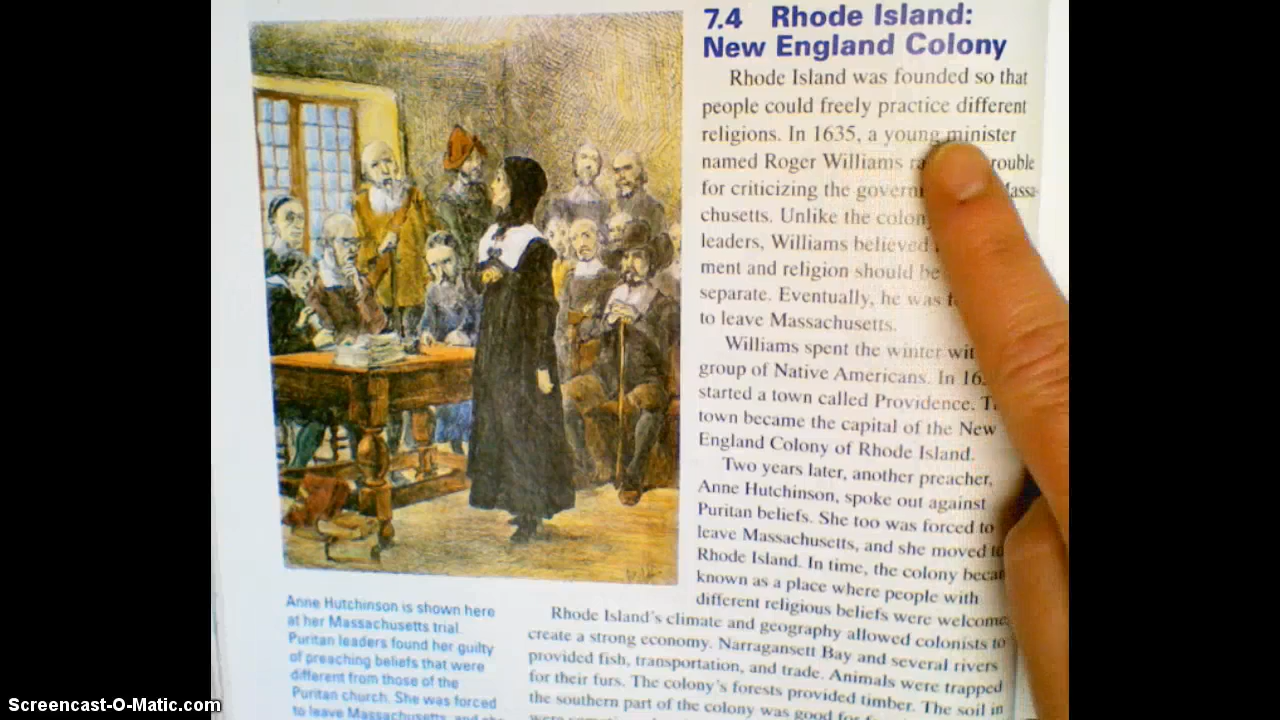 7.4 Rhode Island:
New England Colony
Rhode Island was founded so that
people could freely practice different
religions. In 1635, a young minister
named Roger Williams
for criticizing the
chusetts. Unlike the
leaders, Williams believed
ment and religion should be
separate. Eventually, he was
to leave Massachusetts.
Williams spent the winter
group of Native Americans. In
started a town called Providence.
town became the capital of the New
England Colony of Rhode Island.
Two years later, another preacher,
Anne Hutchinson, spoke out against
Puritan beliefs. She too was forced to
leave Massachusetts, and she moved to
Rhode Island. In time, the colony
known as a place where people with
different religious beliefs were
Rhode Island's climate and geography allowed colonists to
create a strong economy. Narragansett Bay and several rivers
provided fish, transportation, and trade. Animals were trapped
for their furs. The colony's forests provided timber. The soil in
the southern part of the colony was good for
Anne Hutchinson is shown here
at her Massachusetts trial.
Puritan leaders found her guilty
of preaching beliefs that were
different from those of the
Puritan church. She was forced
to leave Massachusetts, and
Screencast-O-Matic.com